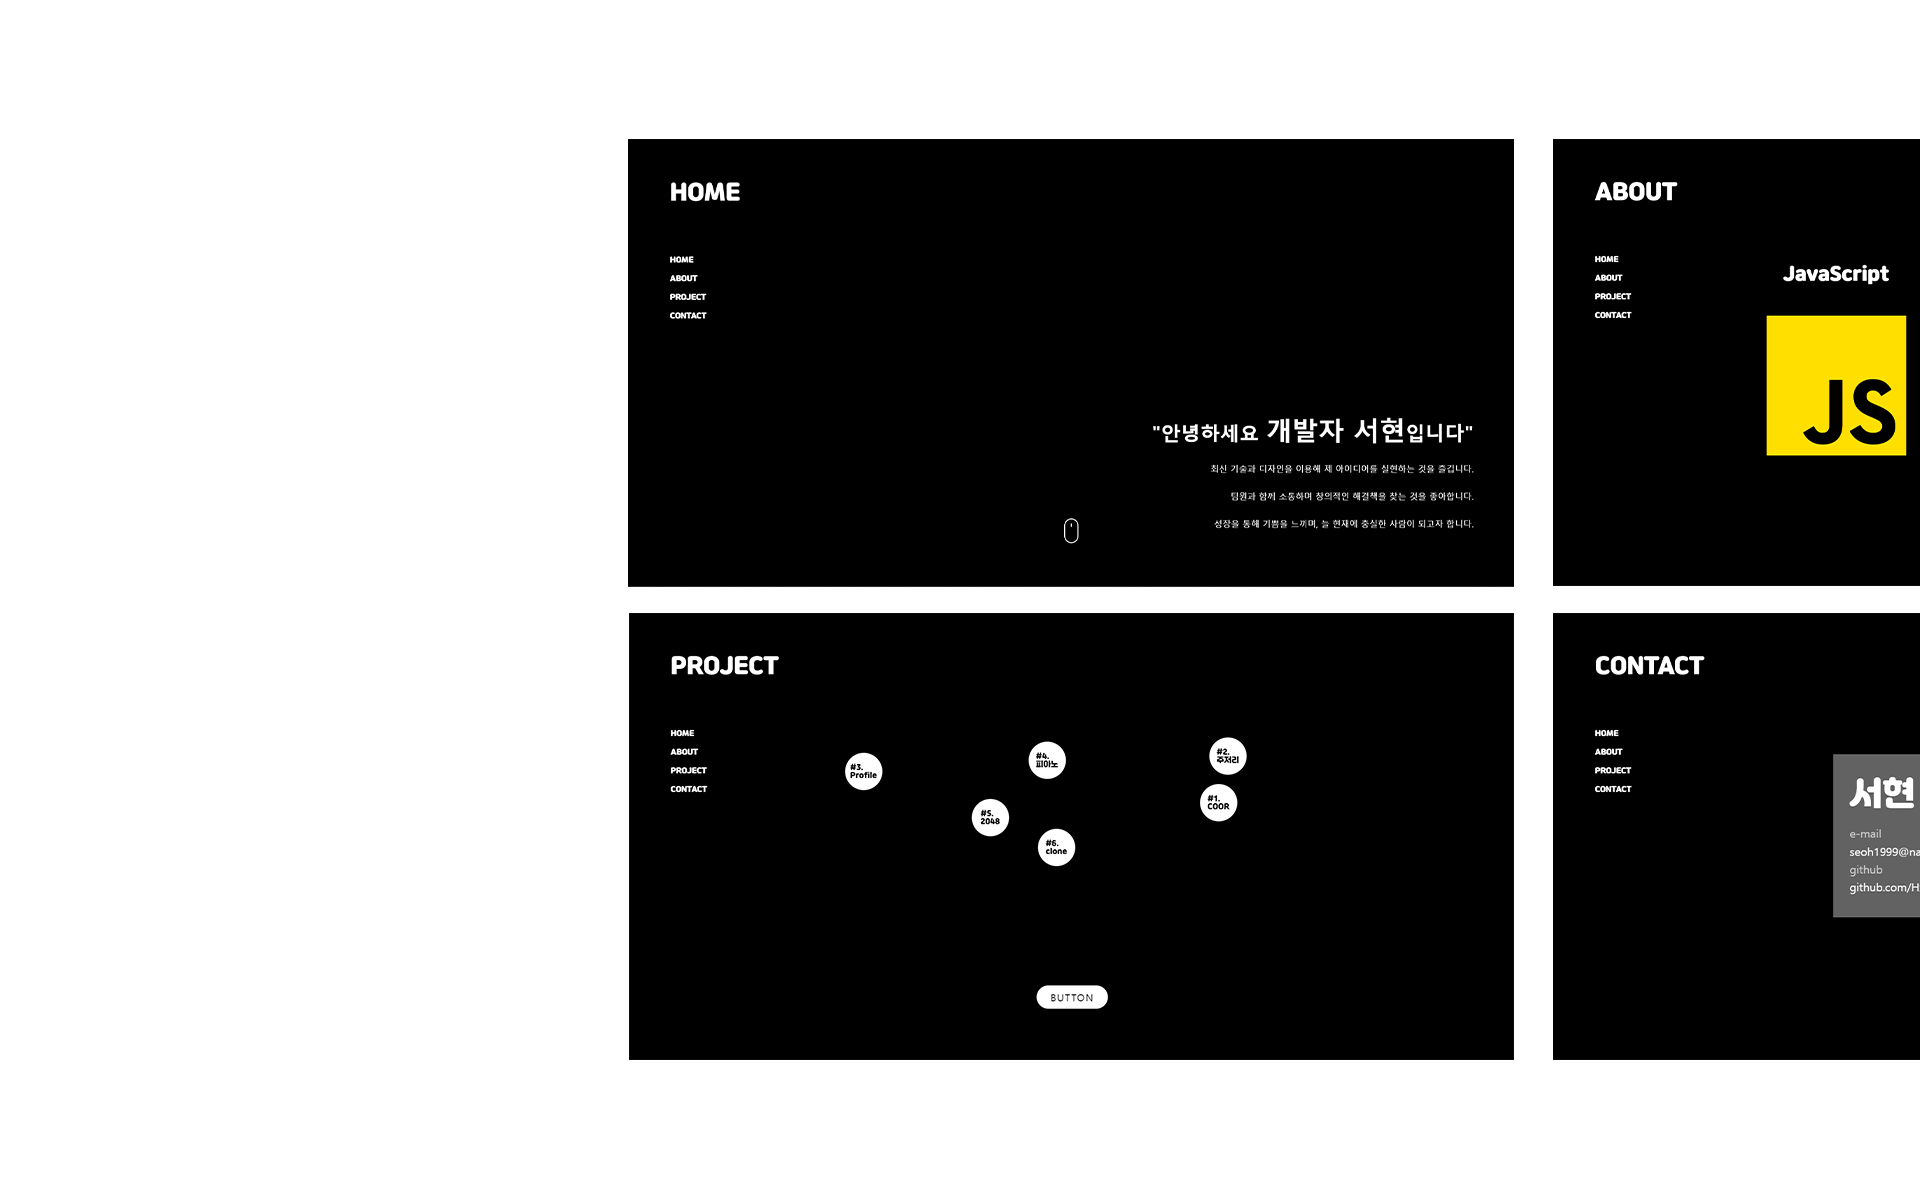 HOME
HOME
ABOUT
PROJECT
CONTACT
"안녕하세요 개발자 서현입니다"
최신 기술과 디자인을 이용해 제 아이디어를 실현하는 것을 즐깁니다.
팀원과 함께 소통하며 창의적인 해결책을 찾는 것을 좋아합니다.
성장을 통해 기쁨을 느끼며, 늘 현재에 충실한 사람이 되고자 합니다.
ABOUT
HOME
ABOUT
PROJECT
CONTACT
JavaScript
JS
PROJECT
HOME
ABOUT
PROJECT
CONTACT
#3.
Profile
#4.
피아노
#2.
주저리
#1.
COOR
#5.
2048
#6.
clone
BUTTON
CONTACT
HOME
ABOUT
PROJECT
CONTACT
서현
e-mail
seoh1999@na
github
github.com/H